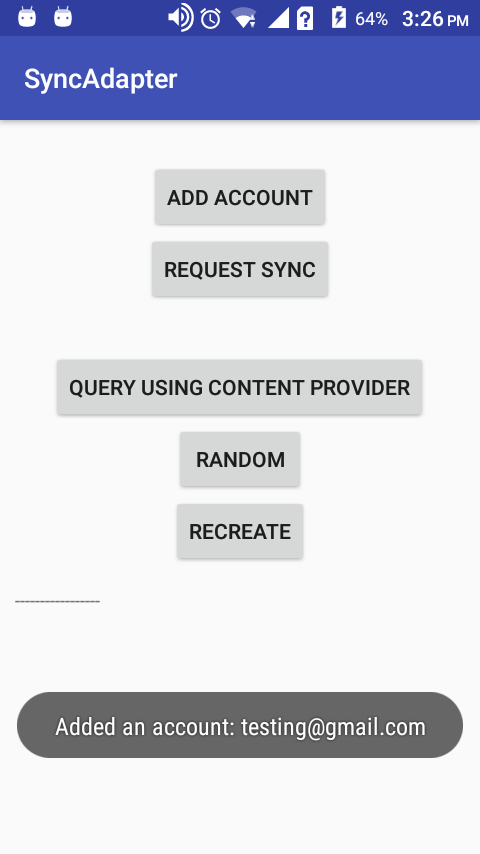 64% 3:26 PM
SyncAdapter
ADD ACCOUNT
REQUEST SYNC
QUERY USING CONTENT PROVIDER
RANDOM
RECREATE
-----------------
Added an account: testing@gmail.com